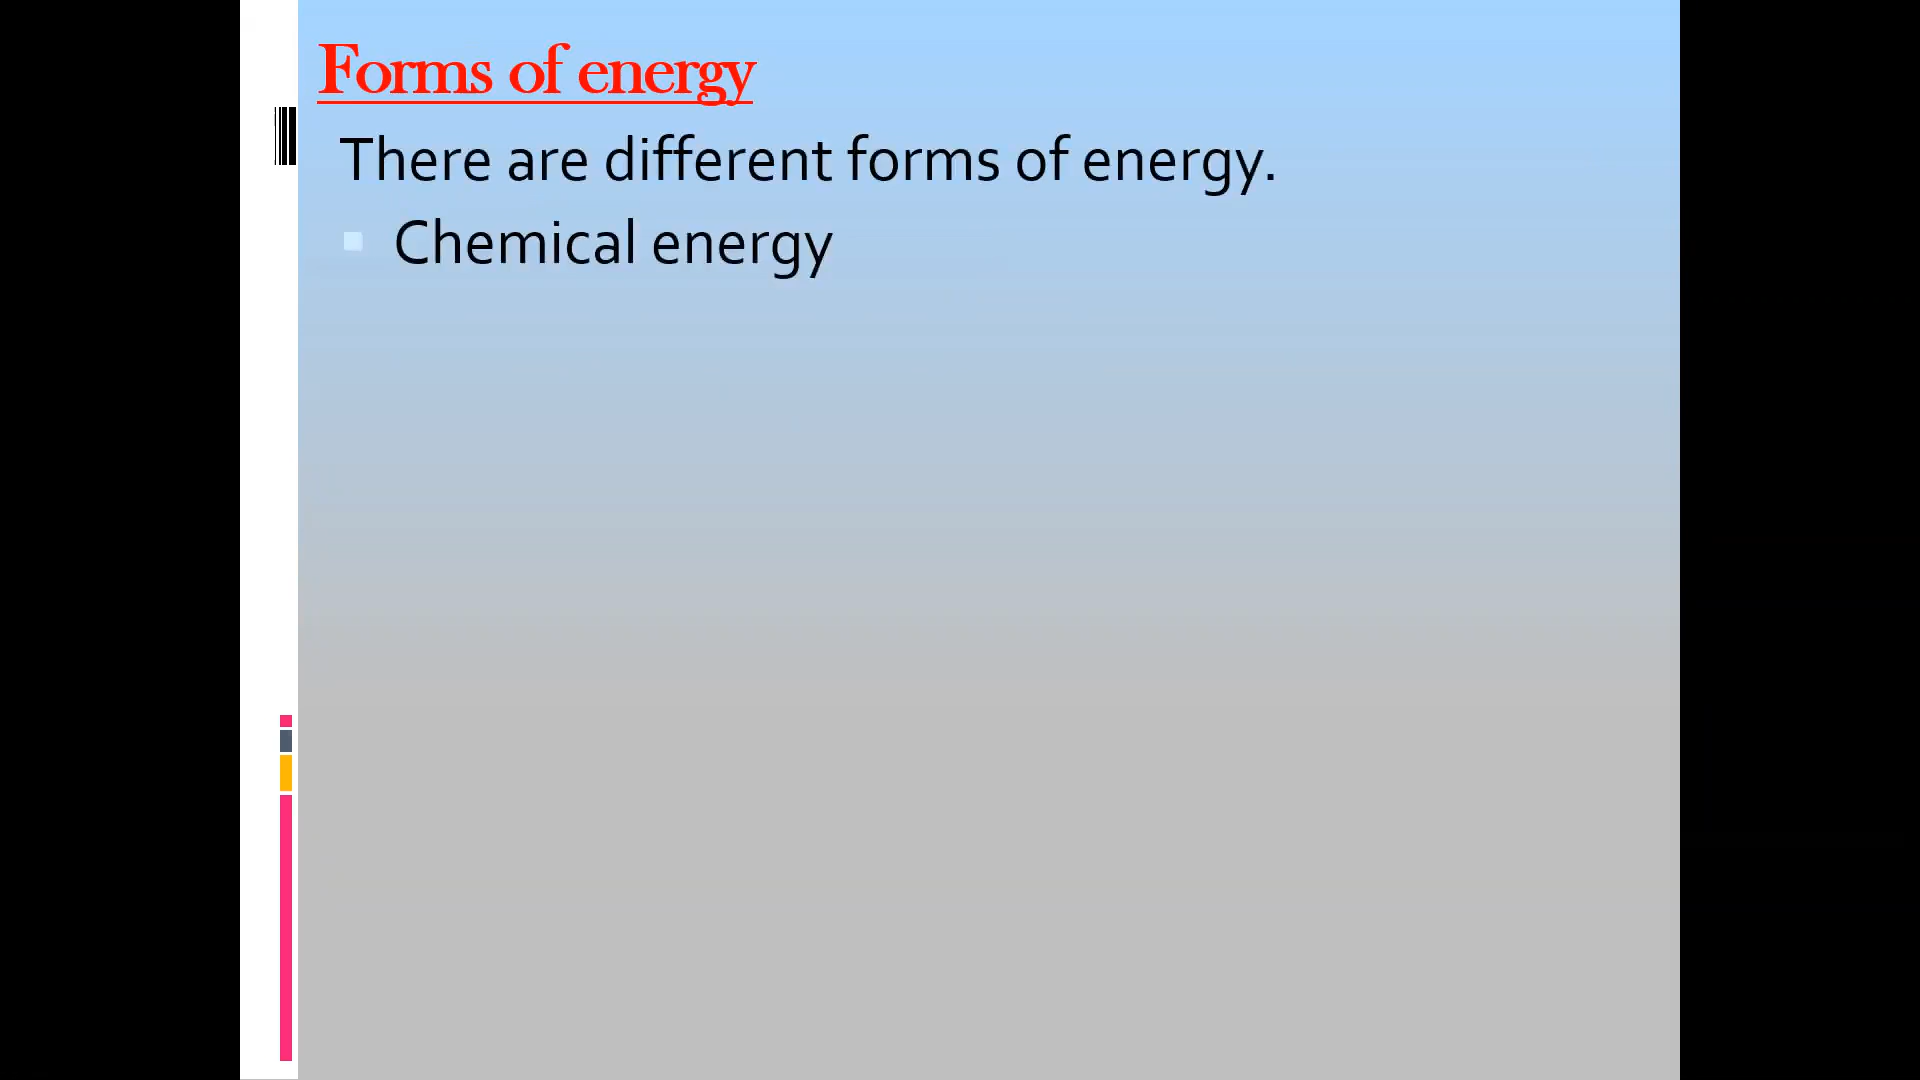 Forms of energy
There are different forms of energy.
Chemical energy